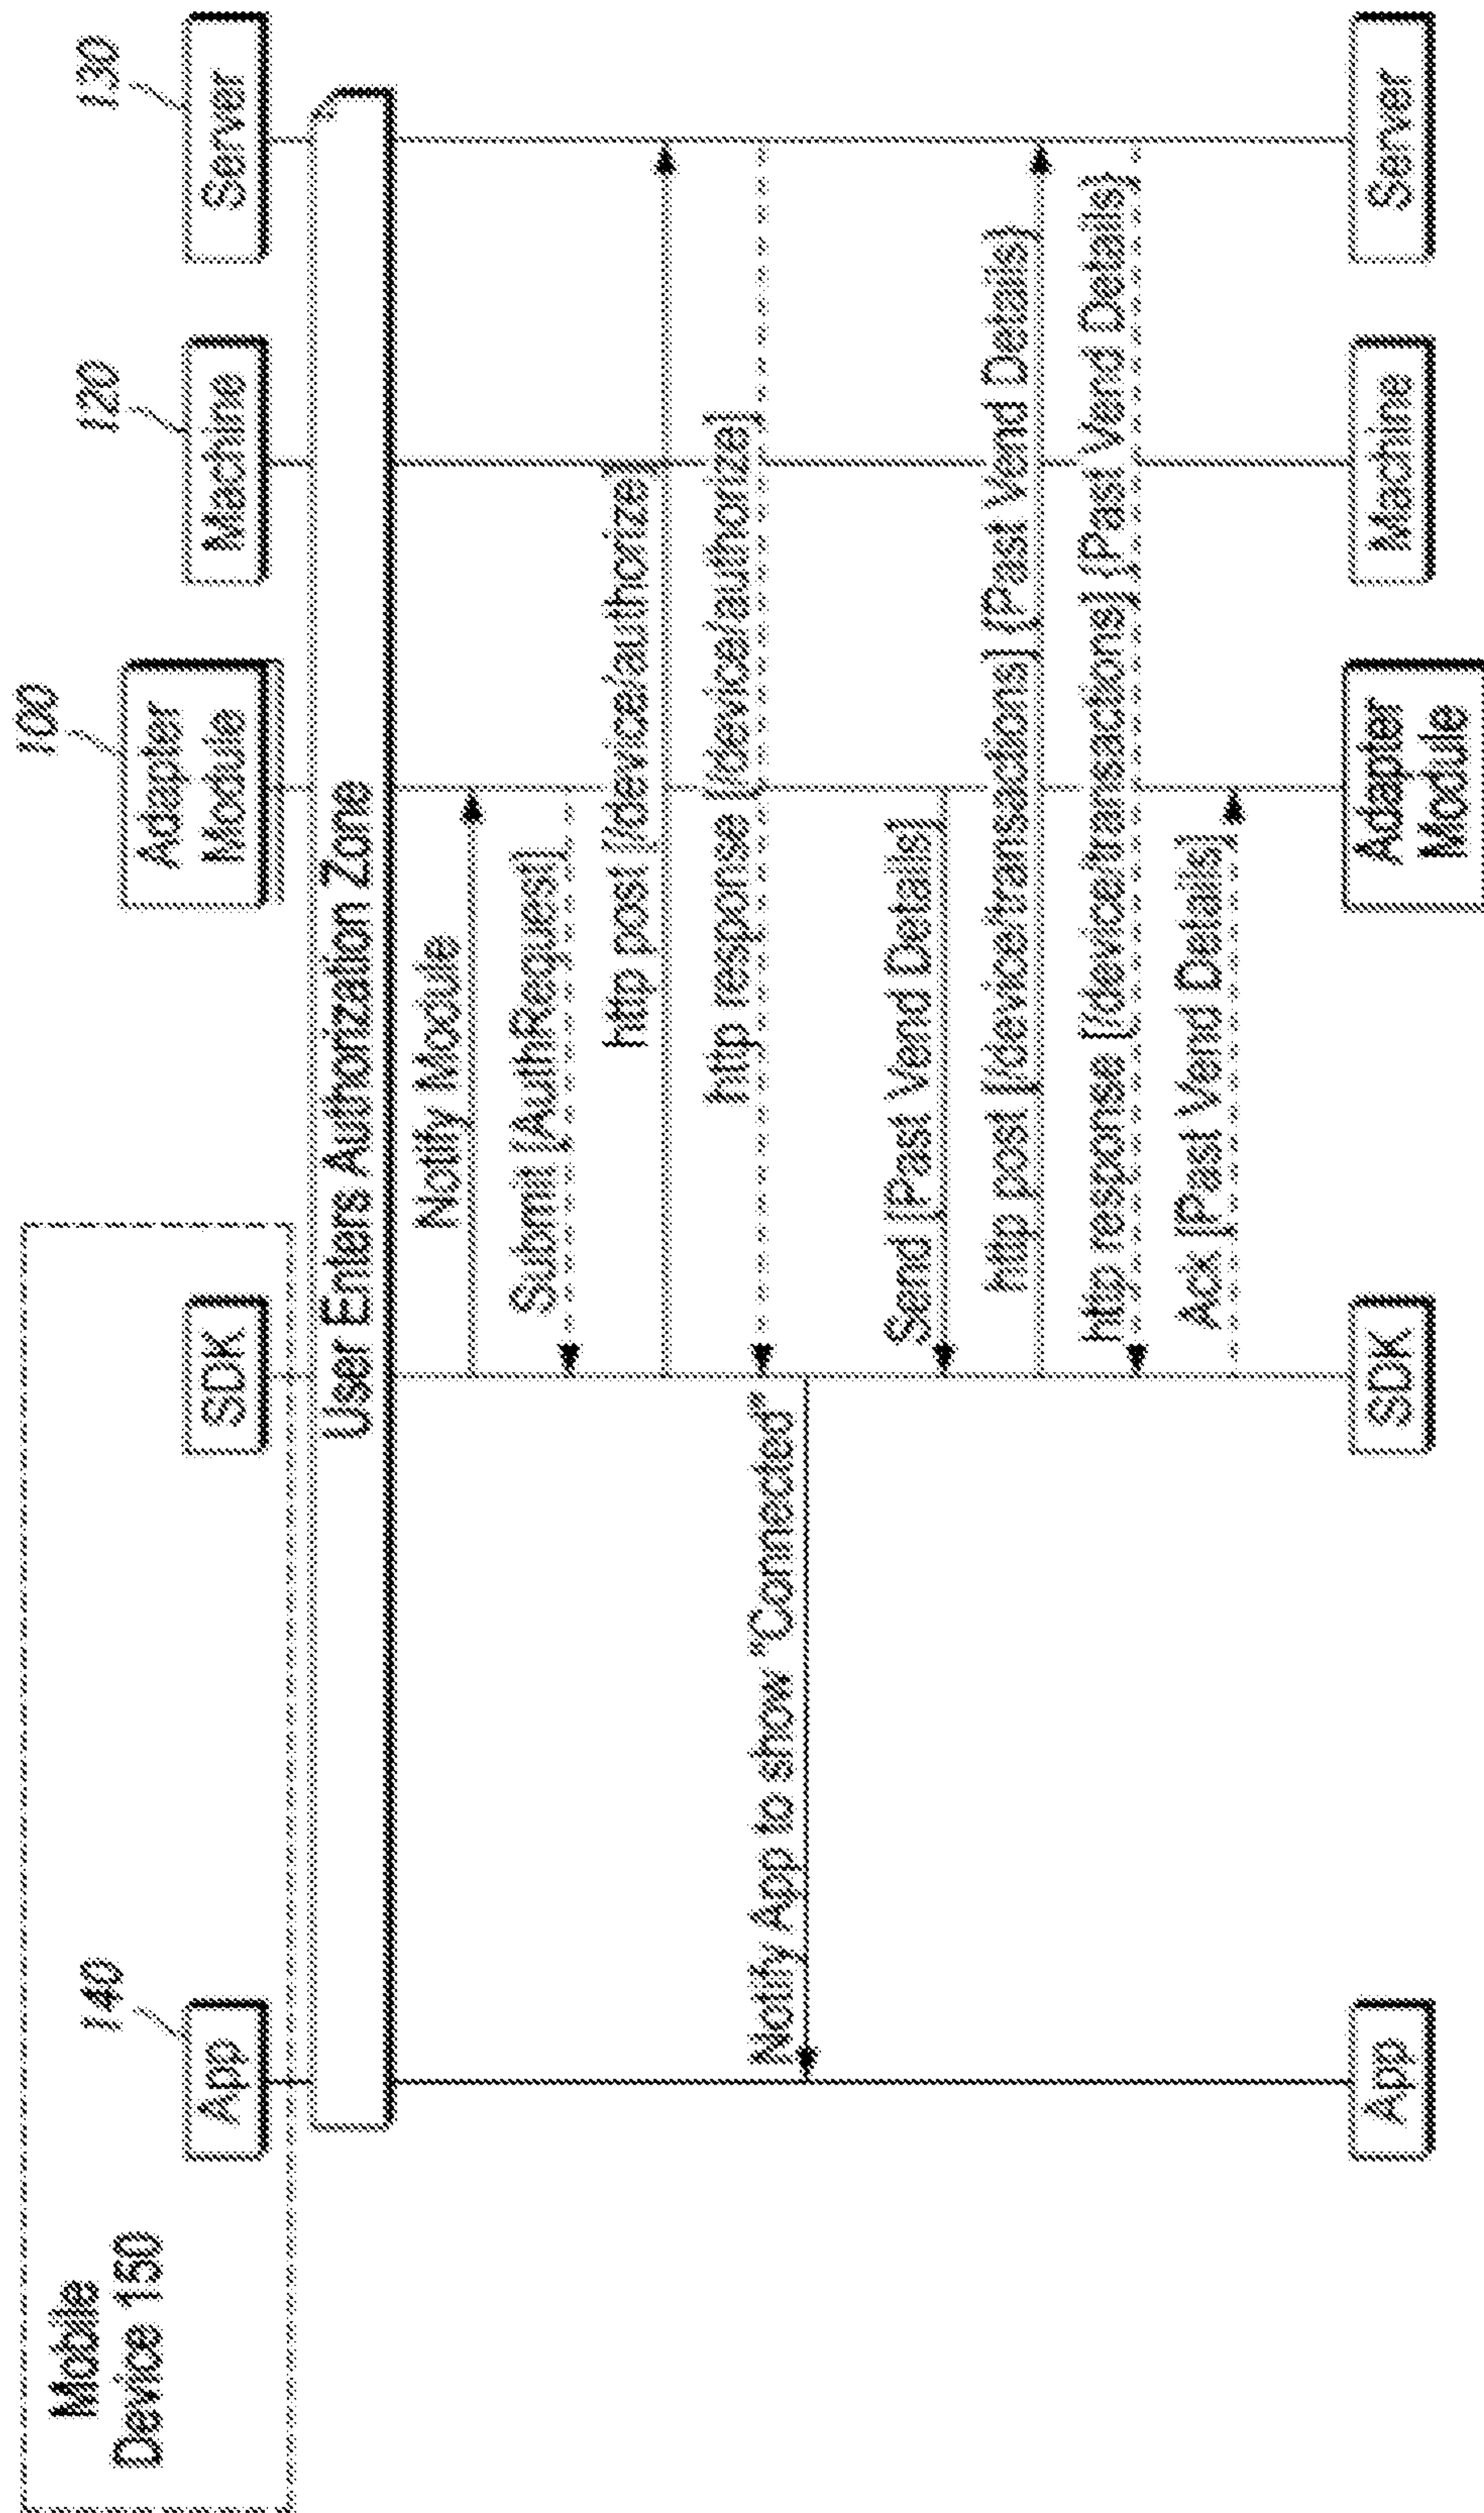 Mobile
Device 150
140
App
SDK
100
Adapter
Module
120
Machine
130
Server
User Enters Authorization Zone
Notify Module
Submit [AuthRequest]
http post [/device/authorize]
http response [/device/authorize]
Notify App to show "Connected"
Send [Past Vend Details]
http post [/device/transactions] [Past Vend Details]
http response [/device/transactions] [Past Vend Details]
Ack [Past Vend Details]
App
SDK
Adapter
Module
Machine
Server